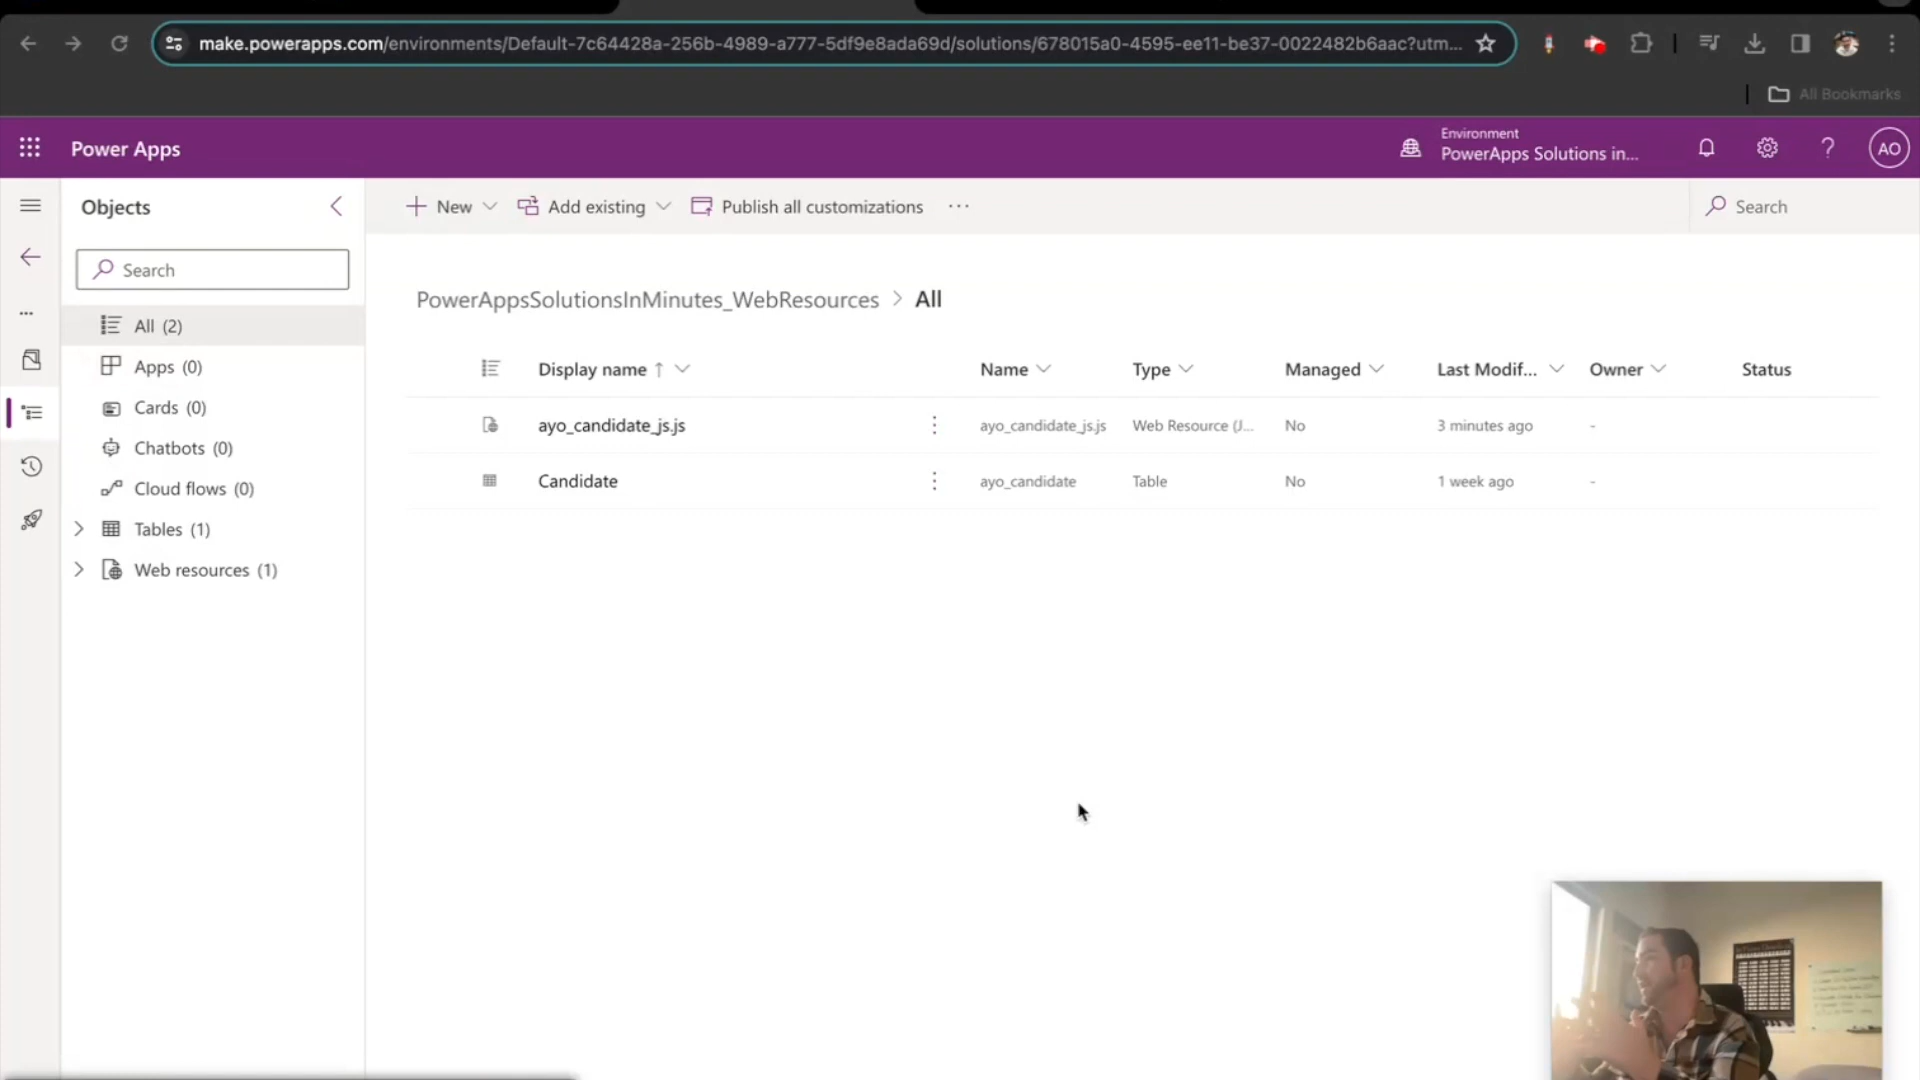 make.powerapps.com/environments/Default-7c64428a-256b-4989-a777-5df9e8ada69d/solutions/678015a0-4595-ee11-be37-0022482b6aac?utm...
All Bookmarks
Power Apps
Environment
PowerApps Solutions in...
?
AO
Objects
New
Add existing
Publish all customizations
...
Search
Search
...
All (2)
Apps (0)
Cards (0)
Chatbots (0)
Cloud flows (0)
Tables (1)
Web resources (1)
PowerAppsSolutionsInMinutes_WebResources > All
Display name ↑ Name Type Managed Last Modif... Owner Status
ayo_candidate_js.js ayo_candidate_js.js Web Resource (J... No 3 minutes ago -
Candidate ayo_candidate Table No 1 week ago -